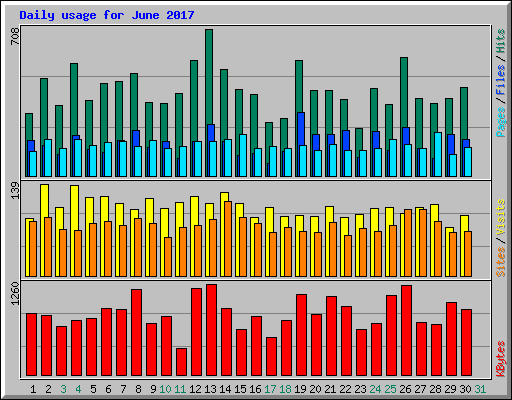 Daily usage for June 2017
708
Pages / Files / Hits
139
Sites / Visits
1260
KBytes
1 2 3 4 5 6 7 8 9 10 11 12 13 14 15 16 17 18 19 20 21 22 23 24 25 26 27 28 29 30 31